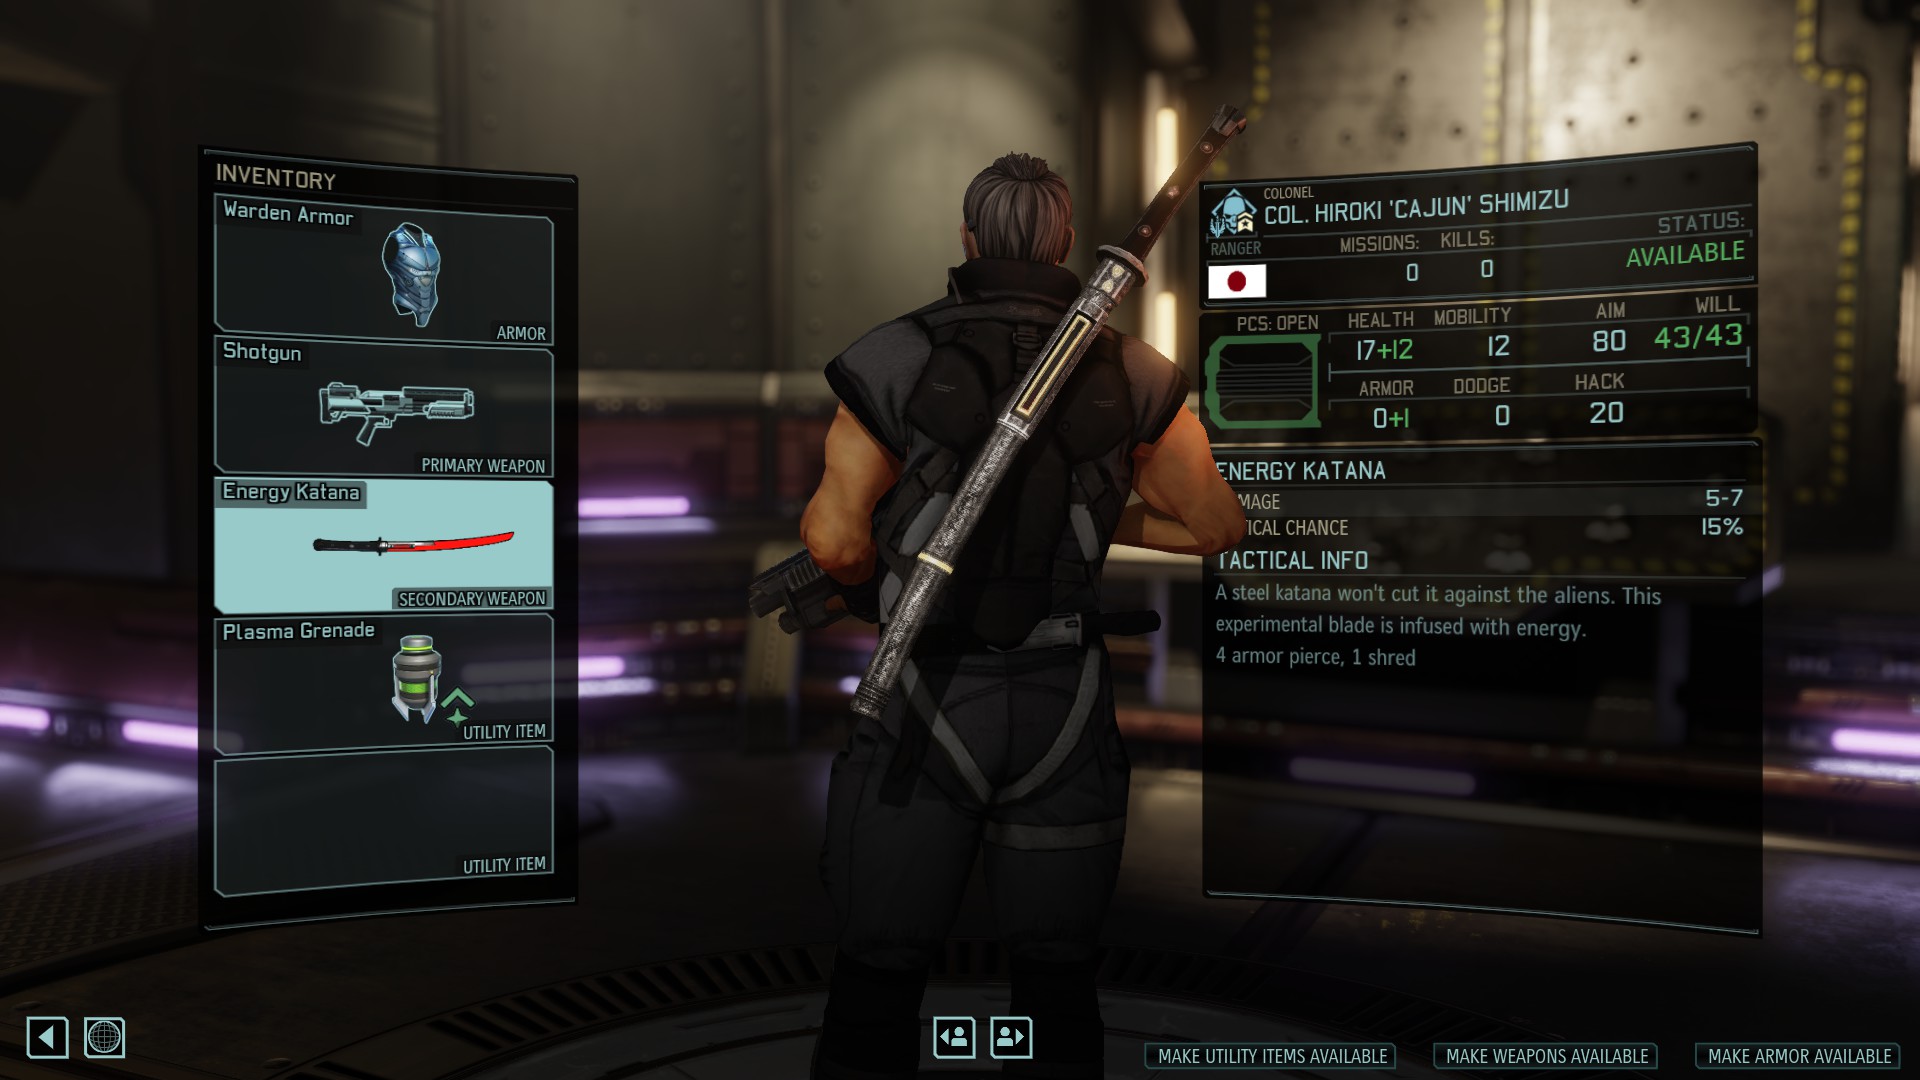 INVENTORY
Warden Armor
ARMOR
Shotgun
PRIMARY WEAPON
Energy Katana
SECONDARY WEAPON
Plasma Grenade
UTILITY ITEM
UTILITY ITEM
COLONEL
COL. HIROKI 'CAJUN' SHIMIZU
RANGER
MISSIONS: KILLS: STATUS:
0 0 AVAILABLE
PCS: OPEN HEALTH MOBILITY AIM WILL
17+12 12 80 43/43
ARMOR DODGE HACK
0+1 0 20
ENERGY KATANA
MAGE 5-7
TICAL CHANCE 15%
TACTICAL INFO
A steel katana won't cut it against the aliens. This
experimental blade is infused with energy.
4 armor pierce, 1 shred
MAKE UTILITY ITEMS AVAILABLE
MAKE WEAPONS AVAILABLE
MAKE ARMOR AVAILABLE